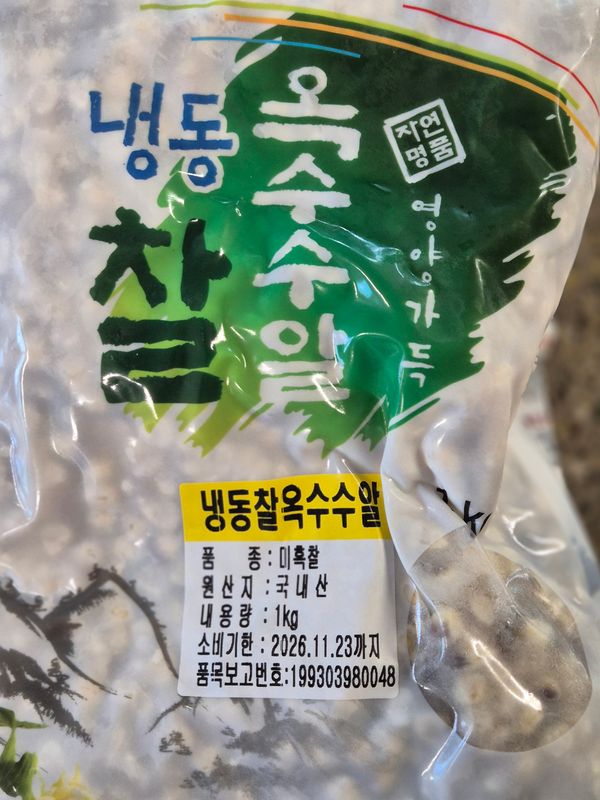 냉동
찰
옥수수알
자연
명품
영양가득
냉동찰옥수수알
품 종 : 미흑찰
원산지 : 국내산
내용량 : 1kg
소비기한 : 2026.11.23까지
품목보고번호:199303980048